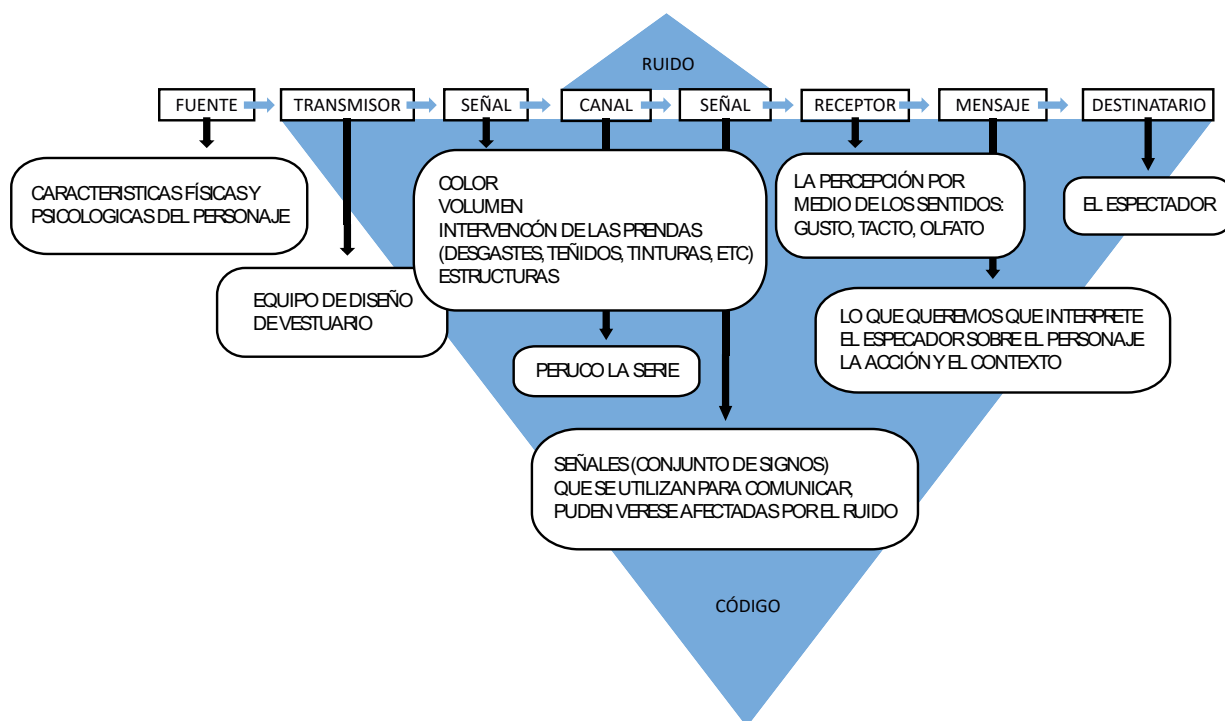 RUIDO
FUENTE
TRANSMISOR
SEÑAL
CANAL
SEÑAL
RECEPTOR
MENSAJE
DESTINATARIO
CARACTERISTICAS FÍSICAS Y
PSICOLOGICAS DEL PERSONAJE
EQUIPO DE DISEÑO
DE VESTUARIO
COLOR
VOLUMEN
INTERVENCÓN DE LAS PRENDAS
(DESGASTES, TEÑIDOS, TINTURAS, ETC)
ESTRUCTURAS
PERUCO LA SERIE
SEÑALES (CONJUNTO DE SIGNOS)
QUE SE UTILIZAN PARA COMUNICAR,
PUDEN VERESE AFECTADAS POR EL RUIDO
LA PERCEPCIÓN POR
MEDIO DE LOS SENTIDOS:
GUSTO, TACTO, OLFATO
LO QUE QUEREMOS QUE INTERPRETE
EL ESPECADOR SOBRE EL PERSONAJE
LA ACCIÓN Y EL CONTEXTO
EL ESPECTADOR
CÓDIGO